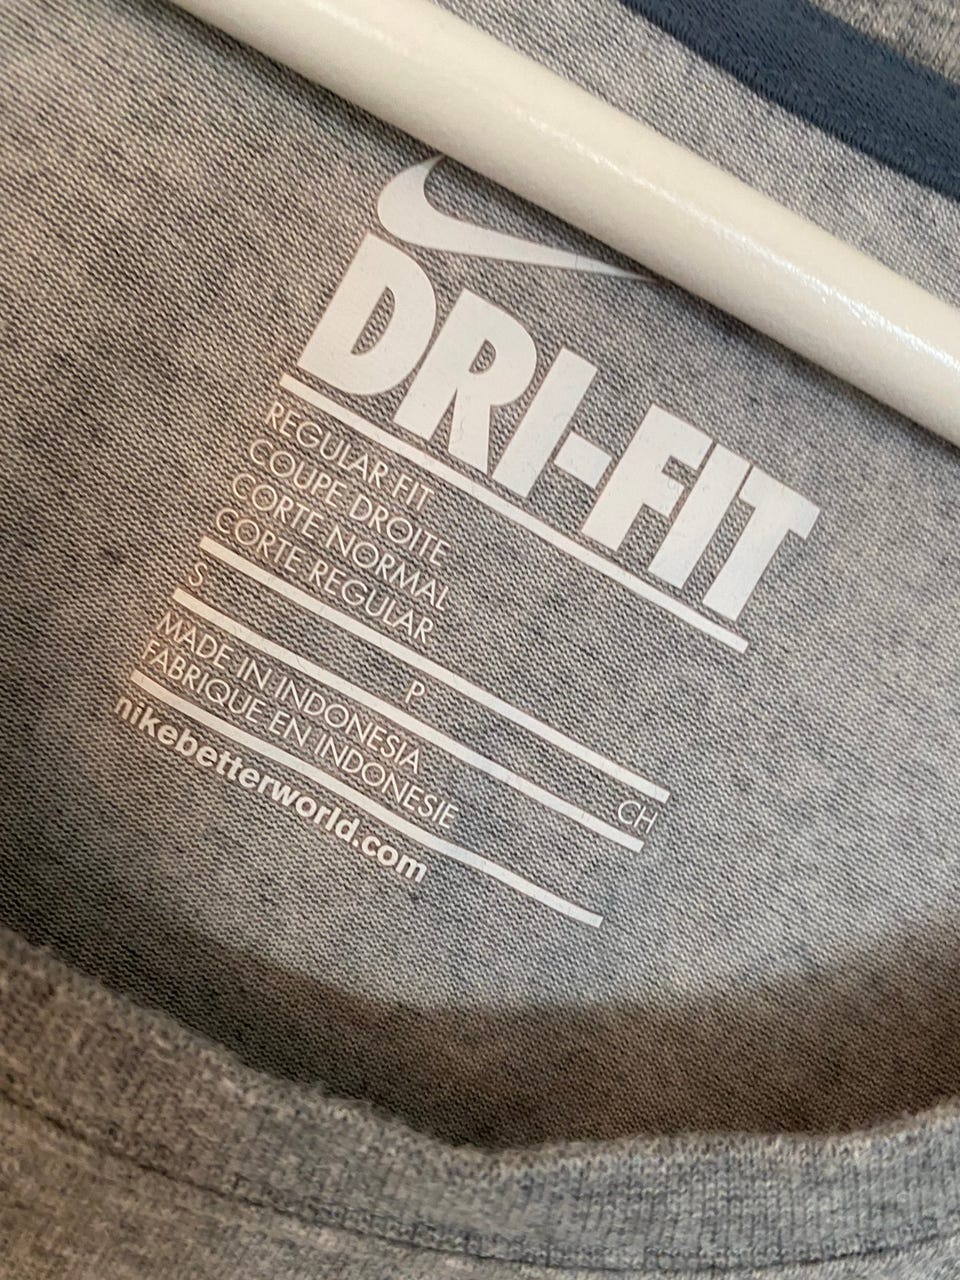 DRI-FIT
REGULAR FIT
COUPE DROITE
CORTE NORMAL
CORTE REGULAR
S P CH
MADE IN INDONESIA
FABRIQUE EN INDONESIE
nikebetterworld.com